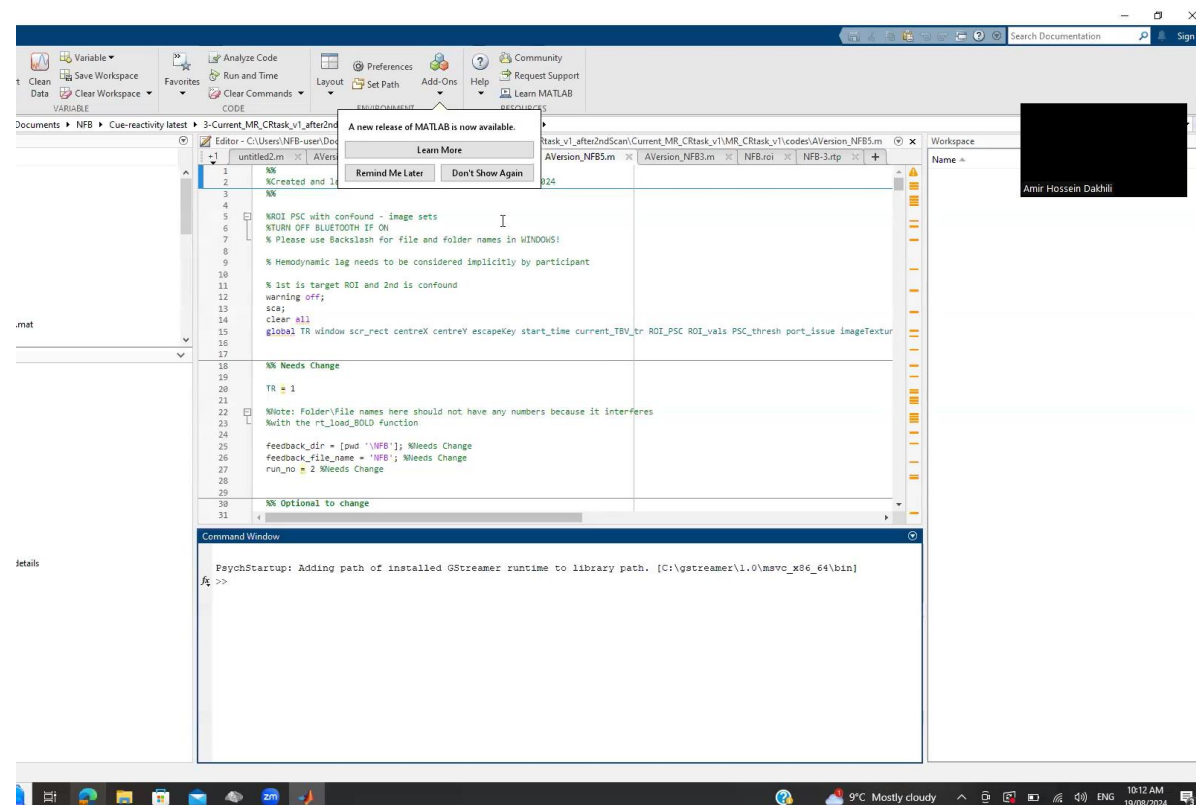 Search Documentation
Sign
Variable
Save Workspace
Clear Workspace
Clean
Data
VARIABLE
Favorites
Analyze Code
Run and Time
Clear Commands
CODE
Layout
Preferences
Set Path
Add-Ons
ENVIRONMENT
Help
Community
Request Support
Learn MATLAB
RESOURCES
Documents ▸ NFB ▸ Cue-reactivity latest ▸ 3-Current_MR_CRtask_v1_after2nd
A new release of MATLAB is now available.
Learn More
Remind Me Later
Don't Show Again
Editor - C:\Users\NFB-user\Doc
Rtask_v1_after2ndScan\Current_MR_CRtask_v1\MR_CRtask_v1\codes\AVersion_NFB5.m
+1 untitled2.m AVersi
AVersion_NFB5.m AVersion_NFB3.m NFB.roi NFB-3.rtp +
Workspace
Name
Amir Hossein Dakhili
1 %%
2 %Created and la 024
3 %%
4
5 %ROI PSC with confound - image sets
6 %TURN OFF BLUETOOTH IF ON
7 % Please use Backslash for file and folder names in WINDOWS!
8
9 % Hemodynamic lag needs to be considered implicitly by participant
10
11 % 1st is target ROI and 2nd is confound
12 warning off;
13 sca;
14 clear all
15 global TR window scr_rect centreX centreY escapeKey start_time current_TBV_tr ROI_PSC ROI_vals PSC_thresh port_issue imageTextur
16
17
18 %% Needs Change
19
20 TR = 1
21
22 %Note: Folder\File names here should not have any numbers because it interferes
23 %with the rt_load_BOLD function
24
25 feedback_dir = [pwd '\NFB']; %Needs Change
26 feedback_file_name = 'NFB'; %Needs Change
27 run_no = 2 %Needs Change
28
29
30 %% Optional to change
31
.mat
details
Command Window
PsychStartup: Adding path of installed GStreamer runtime to library path. [C:\gstreamer\1.0\msvc_x86_64\bin]
fx >>
zm
9°C Mostly cloudy
ENG
10:12 AM
19/08/2024